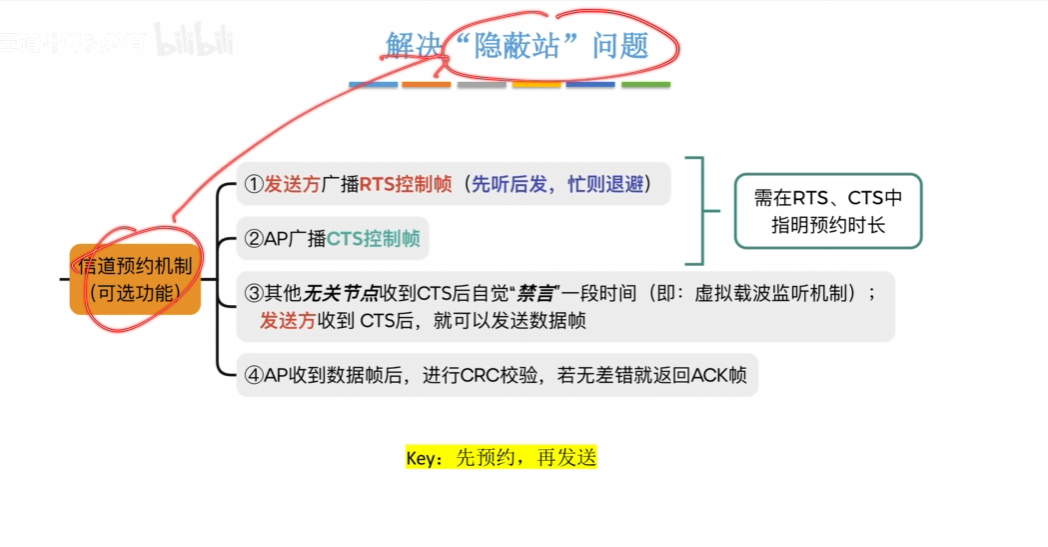 bilibili
解决“隐蔽站”问题
信道预约机制
（可选功能）
①发送方广播RTS控制帧（先听后发，忙则退避）
②AP广播CTS控制帧
③其他无关节点收到CTS后自觉“禁言”一段时间（即：虚拟载波监听机制）；
发送方收到 CTS后，就可以发送数据帧
④AP收到数据帧后，进行CRC校验，若无差错就返回ACK帧
需在RTS、CTS中
指明预约时长
Key：先预约，再发送